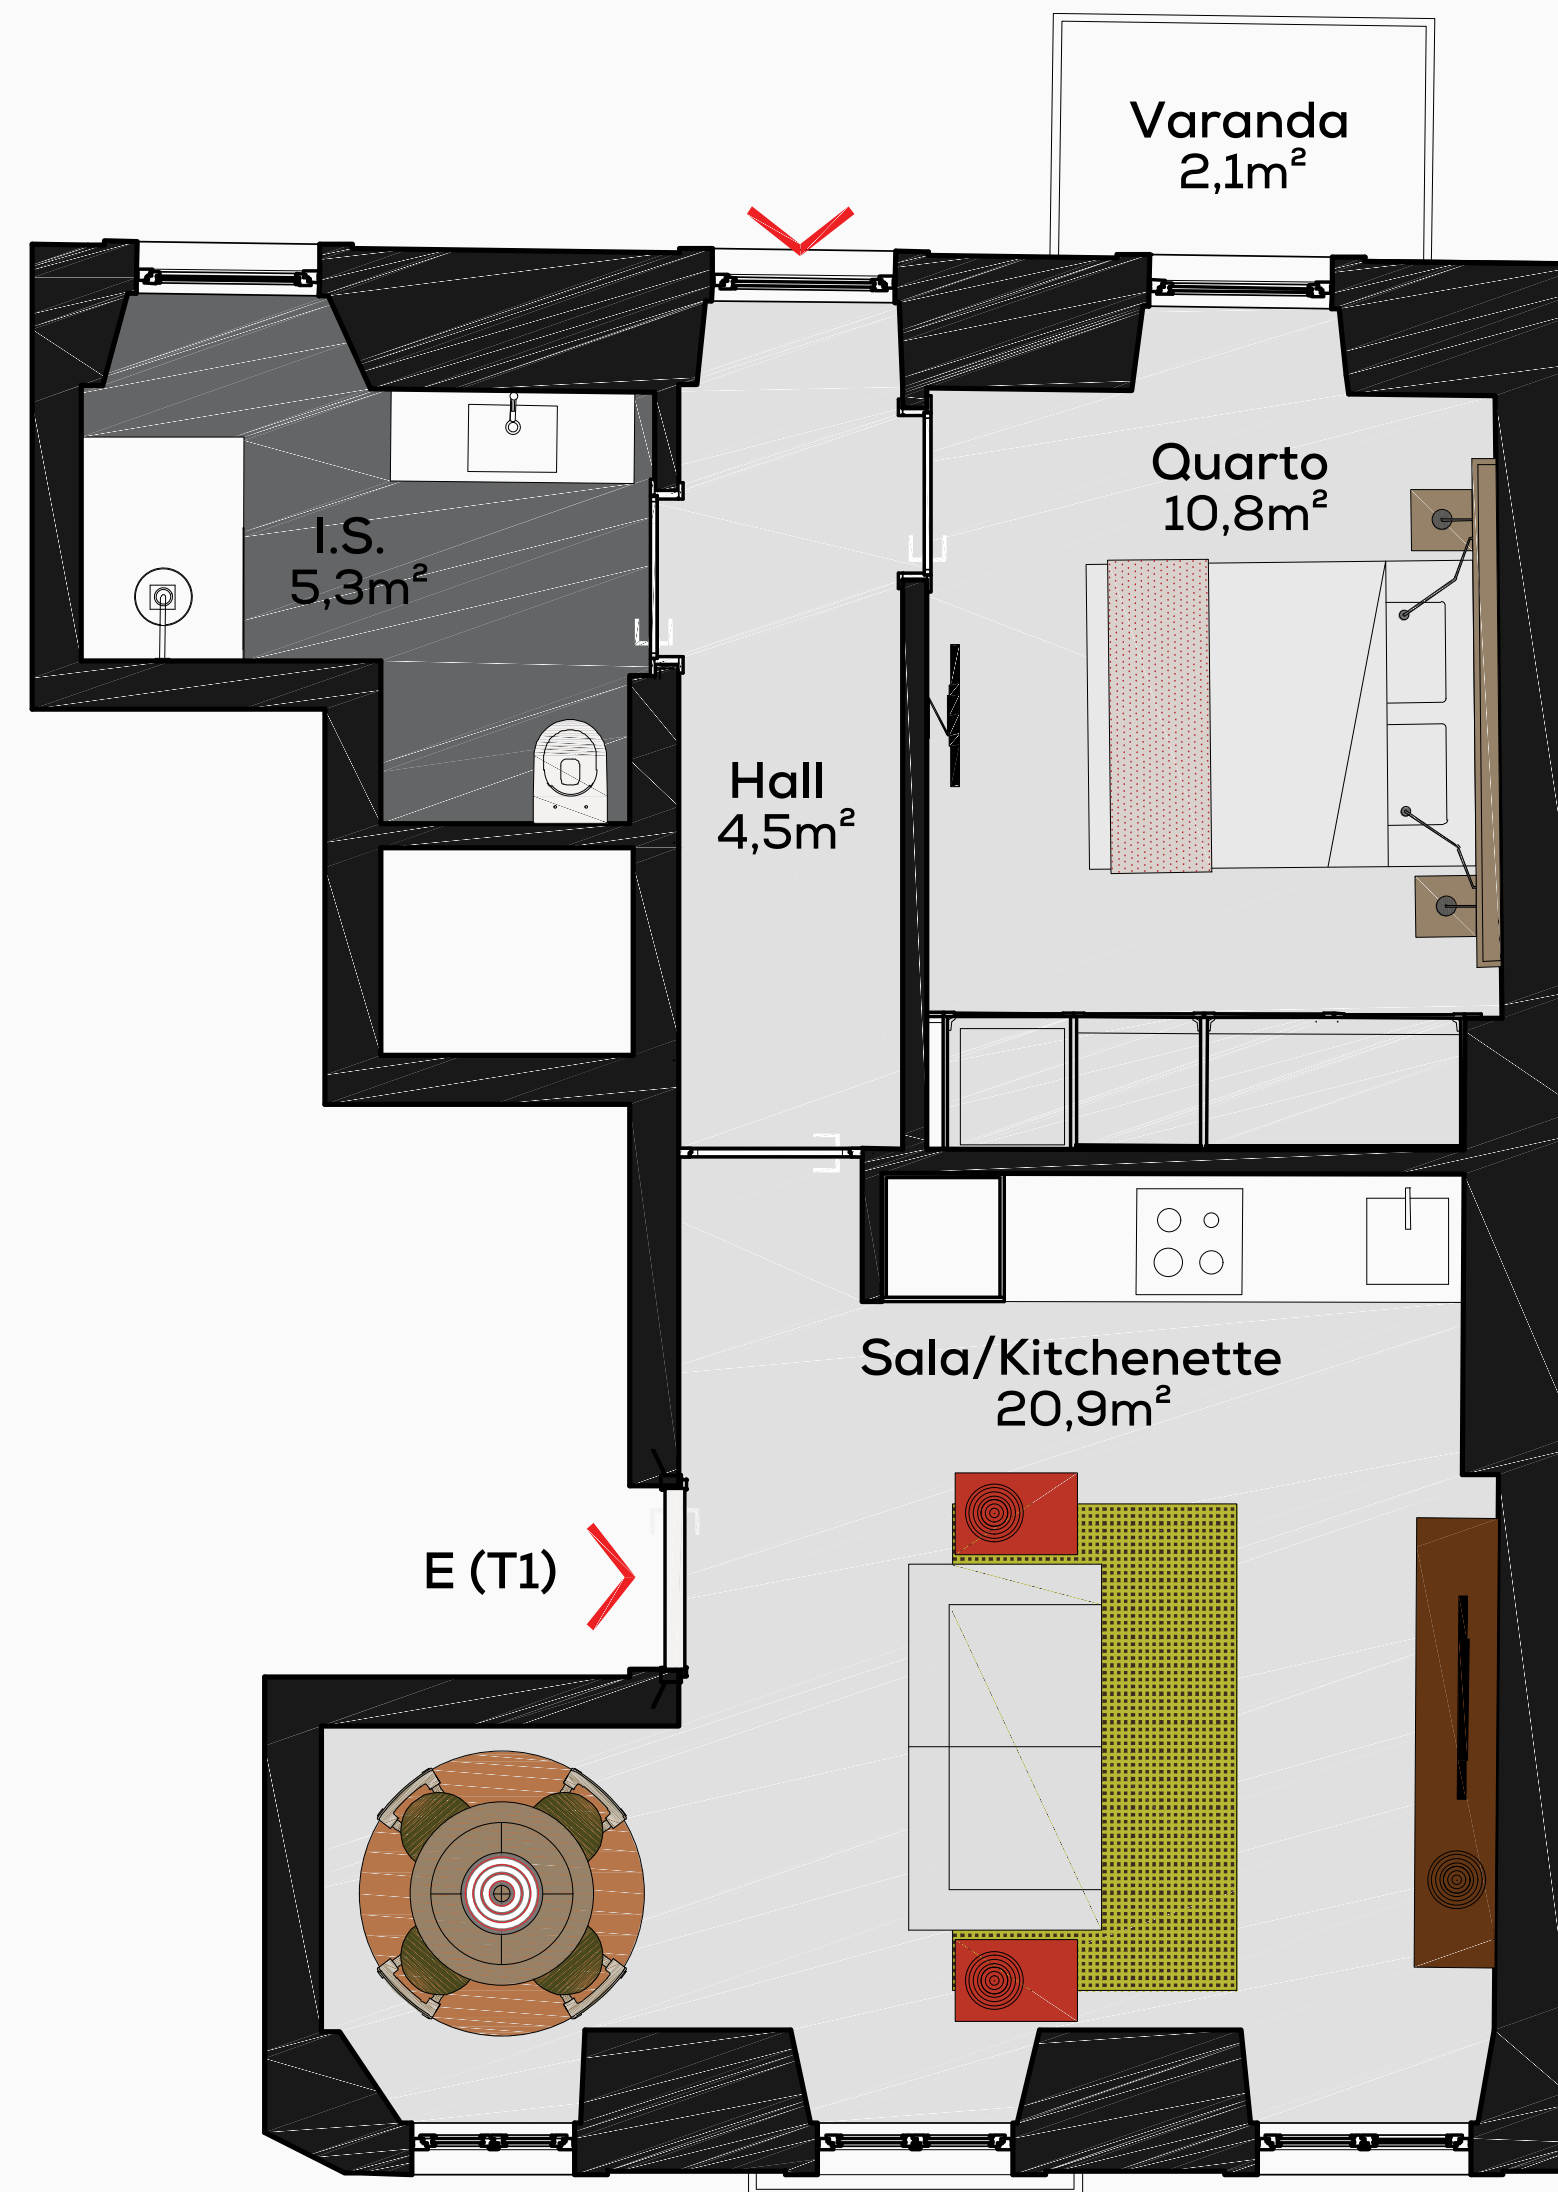 Varanda
2,1m²
Quarto
10,8m²
I.S.
5,3m²
Hall
4,5m²
Sala/Kitchenette
20,9m²
E (T1)